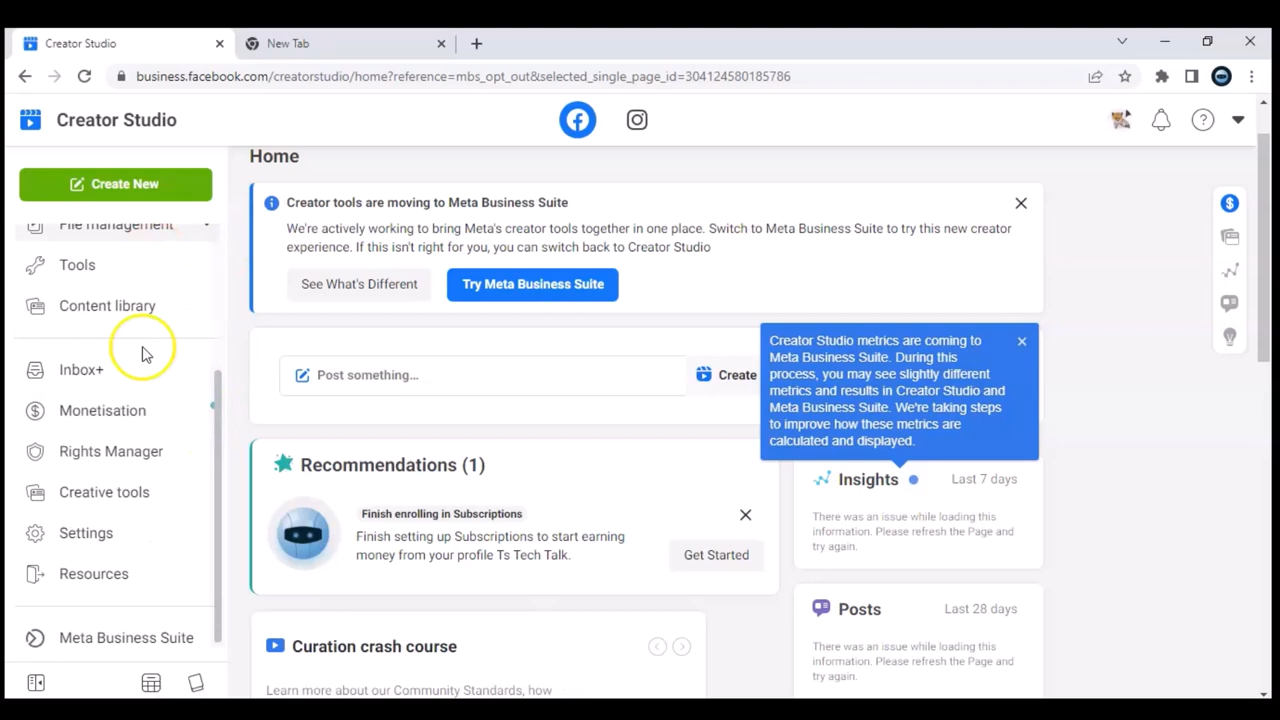 Creator Studio
New Tab
business.facebook.com/creatorstudio/home?reference=mbs_opt_out&selected_single_page_id=304124580185786
Creator Studio
Create New
File management
Tools
Content library
Inbox+
Monetisation
Rights Manager
Creative tools
Settings
Resources
Meta Business Suite
Home
Creator tools are moving to Meta Business Suite
We're actively working to bring Meta's creator tools together in one place. Switch to Meta Business Suite to try this new creator
experience. If this isn't right for you, you can switch back to Creator Studio
See What's Different
Try Meta Business Suite
Post something...
Create
Creator Studio metrics are coming to
Meta Business Suite. During this
process, you may see slightly different
metrics and results in Creator Studio and
Meta Business Suite. We're taking steps
to improve how these metrics are
calculated and displayed.
Recommendations (1)
Finish enrolling in Subscriptions
Finish setting up Subscriptions to start earning
money from your profile Ts Tech Talk.
Get Started
Insights
Last 7 days
There was an issue while loading this
information. Please refresh the Page and
try again.
Curation crash course
Learn more about our Community Standards, how
Posts
Last 28 days
There was an issue while loading this
information. Please refresh the Page and
try again.